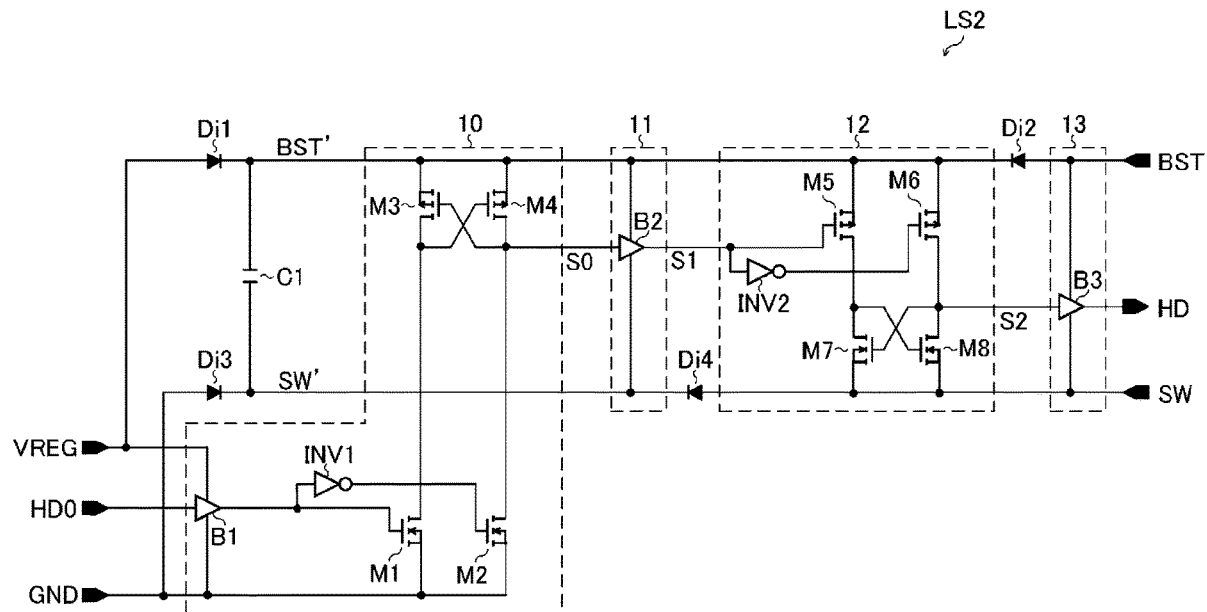 LS2
Di1
BST'
10
11
12
Di2
13
BST
M3
M4
M5
M6
B2
S0
S1
C1
INV2
B3
HD
S2
M7
M8
Di3
SW'
Di4
SW
VREG
INV1
HD0
B1
M1
M2
GND